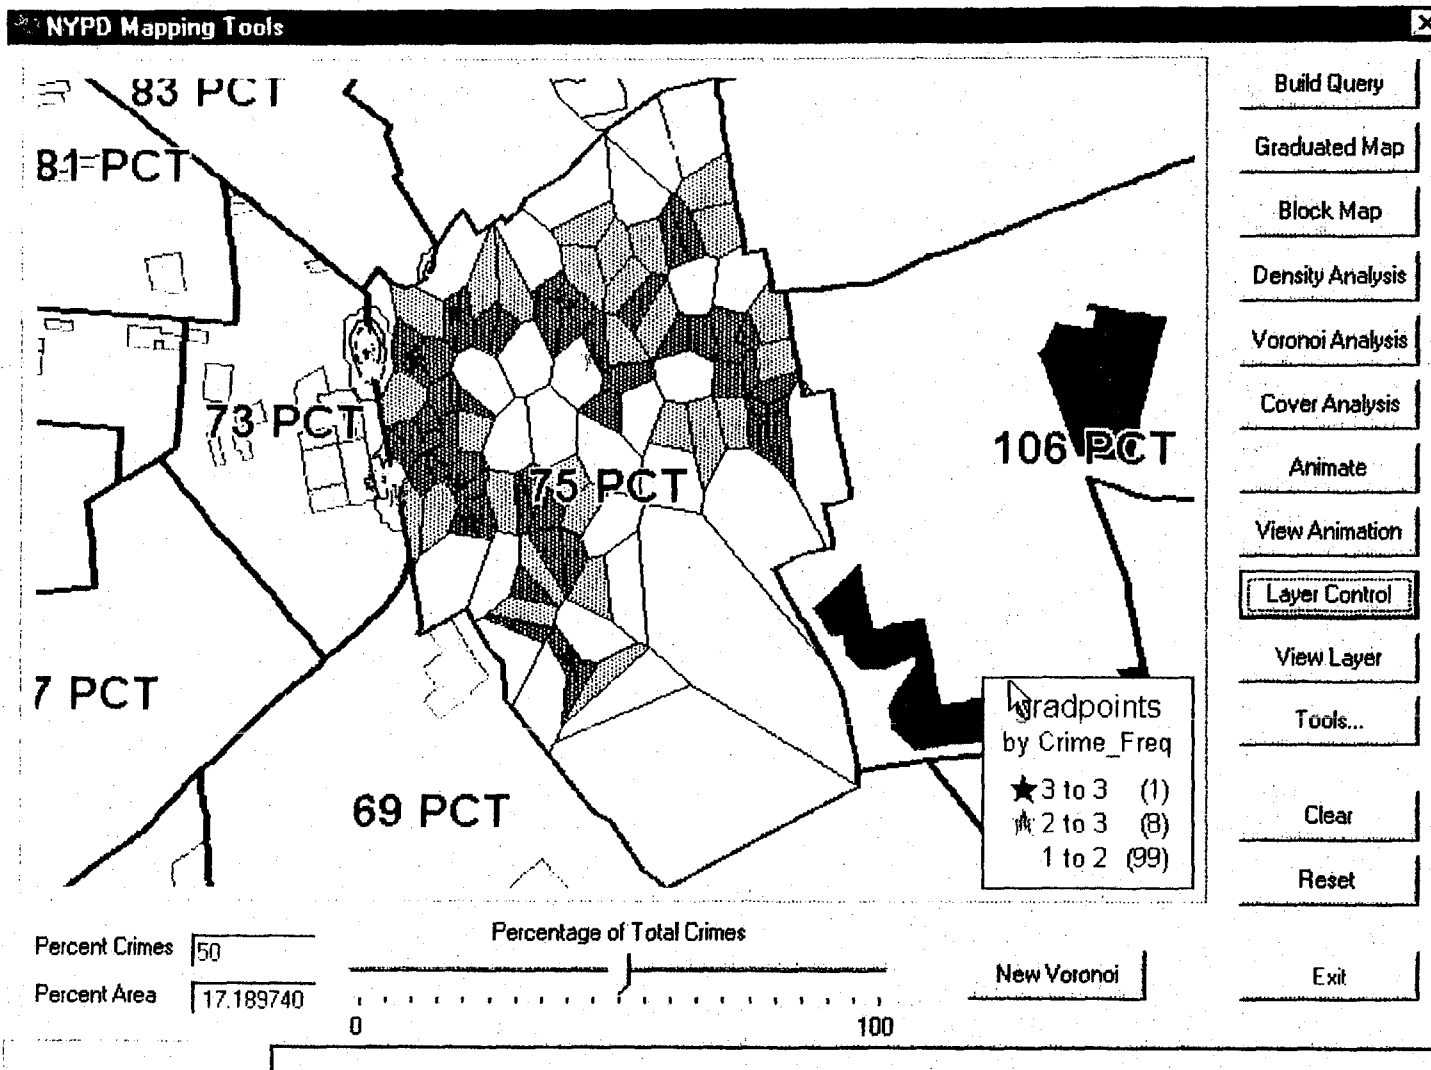 NYPD Mapping Tools
83 PCT
81 PCT
73 PCT
75 PCT
106 PCT
7 PCT
69 PCT
gradpoints
by Crime_Freq
3 to 3 (1)
2 to 3 (8)
1 to 2 (99)
Build Query
Graduated Map
Block Map
Density Analysis
Voronoi Analysis
Cover Analysis
Animate
View Animation
Layer Control
View Layer
Tools...
Clear
Reset
Exit
Percent Crimes 50
Percent Area 17.189740
Percentage of Total Crimes
0 100
New Voronoi